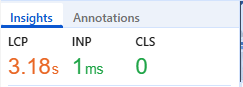 Insights Annotations
LCP INP CLS
3.18s 1ms 0